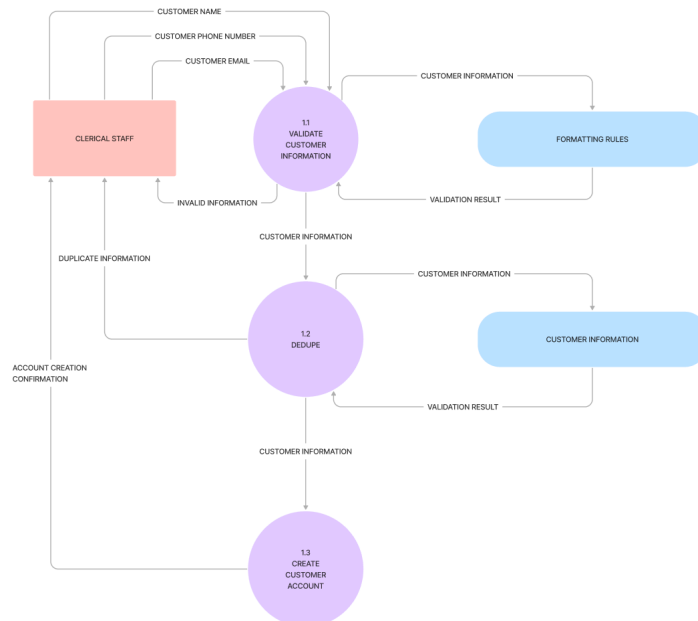 CUSTOMER NAME
CUSTOMER PHONE NUMBER
CUSTOMER EMAIL
CUSTOMER INFORMATION
CLERICAL STAFF
1.1
VALIDATE
CUSTOMER
INFORMATION
FORMATTING RULES
INVALID INFORMATION
VALIDATION RESULT
CUSTOMER INFORMATION
DUPLICATE INFORMATION
CUSTOMER INFORMATION
1.2
DEDUPE
CUSTOMER INFORMATION
ACCOUNT CREATION
CONFIRMATION
VALIDATION RESULT
CUSTOMER INFORMATION
1.3
CREATE
CUSTOMER
ACCOUNT